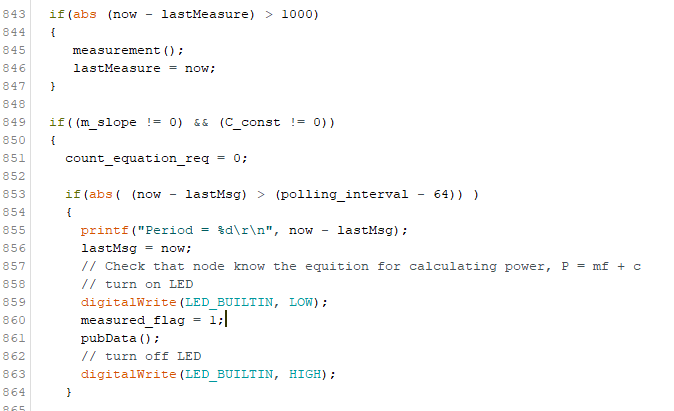 843 if(abs (now - lastMeasure) > 1000)
844 {
845 measurement();
846 lastMeasure = now;
847 }
848
849 if((m_slope != 0) && (C_const != 0))
850 {
851 count_equation_req = 0;
852
853 if(abs( (now - lastMsg) > (polling_interval - 64)) )
854 {
855 printf("Period = %d\r\n", now - lastMsg);
856 lastMsg = now;
857 // Check that node know the equition for calculating power, P = mf + c
858 // turn on LED
859 digitalWrite(LED_BUILTIN, LOW);
860 measured_flag = 1;
861 pubData();
862 // turn off LED
863 digitalWrite(LED_BUILTIN, HIGH);
864 }
865